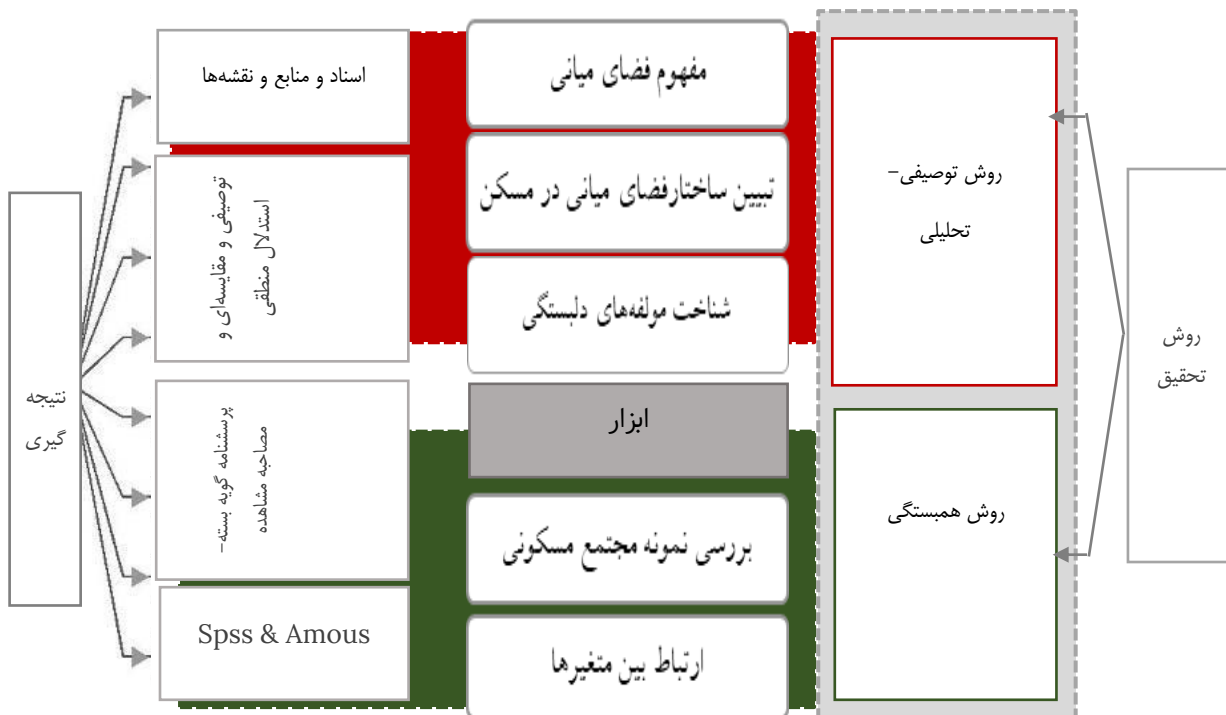 روش
تحقیق
روش توصیفی-
تحلیلی
روش همبستگی
مفهوم فضای میانی
تبیین ساختارفضای میانی در مسکن
شناخت مولفه‌های دلبستگی
ابزار
بررسی نمونه مجتمع مسکونی
ارتباط بین متغیرها
اسناد و منابع و نقشه‌ها
توصیفی و مقایسه‌ای و
استدلال منطقی
پرسشنامه گویه بسته-
مصاحبه مشاهده
Spss & Amous
نتیجه
گیری